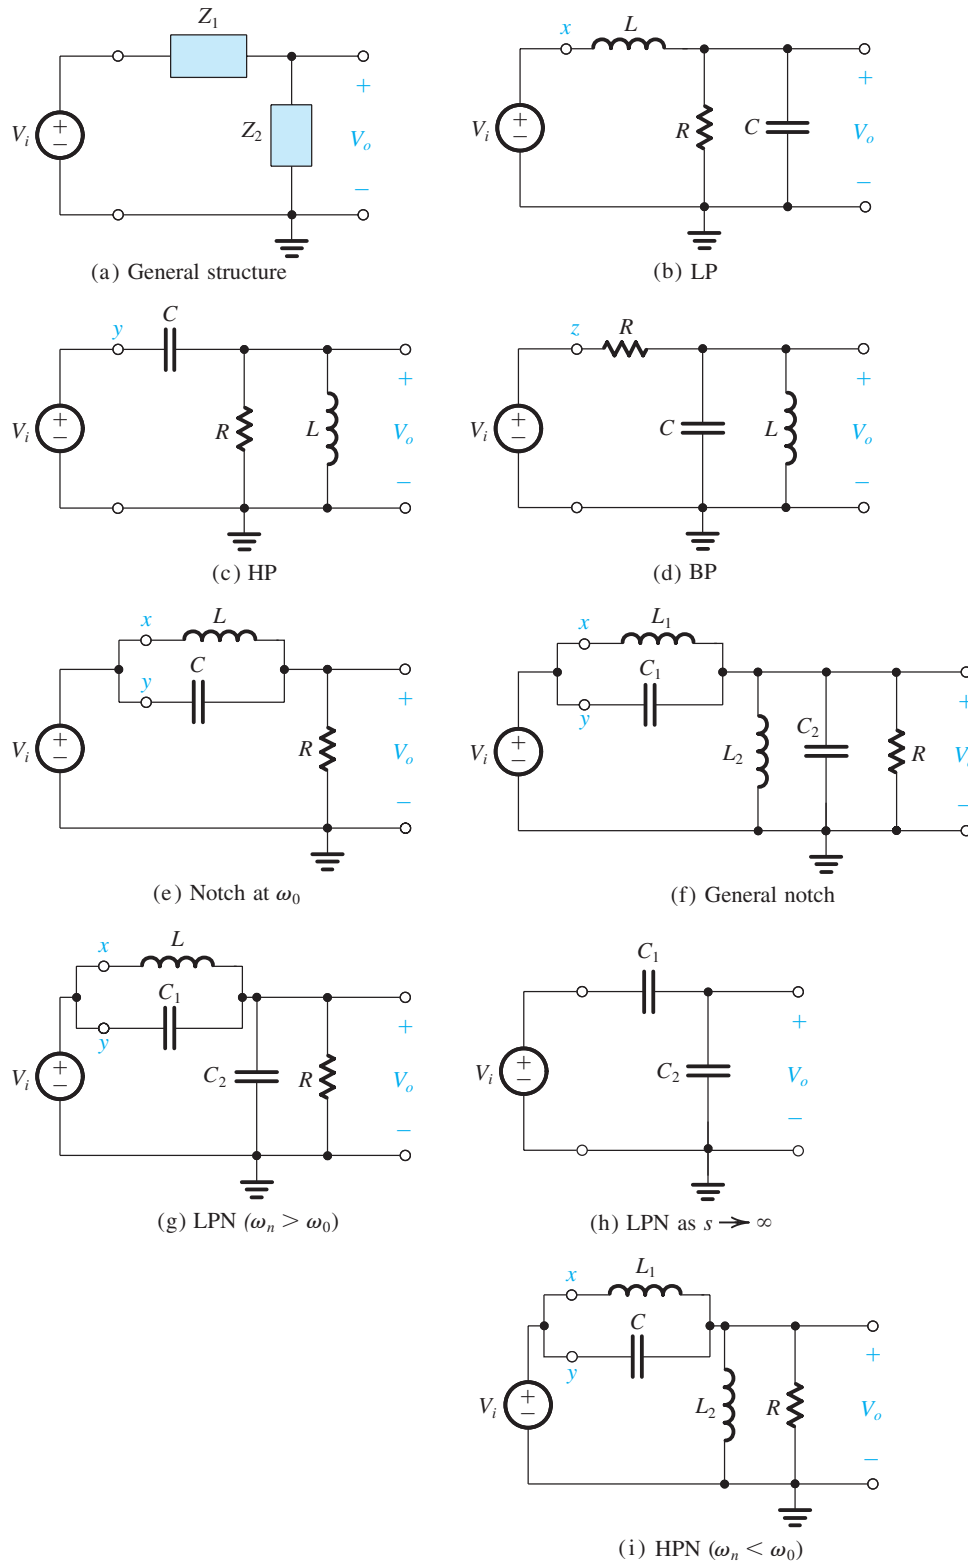 Z1
Z2
Vi
+
−
+
Vo
−
(a) General structure
x
L
R
C
Vi
+
−
+
Vo
−
(b) LP
y
C
R
L
Vi
+
−
+
Vo
−
(c) HP
z
R
C
L
Vi
+
−
+
Vo
−
(d) BP
x
L
y
C
R
Vi
+
−
+
Vo
−
(e) Notch at ω0
x
L1
C1
y
L2
C2
R
Vi
+
−
+
V
−
(f) General notch
x
L
C1
y
C2
R
Vi
+
−
+
Vo
−
(g) LPN (ωn > ω0)
C1
C2
Vi
+
−
+
Vo
−
(h) LPN as s → ∞
x
L1
C
y
L2
R
Vi
+
−
+
Vo
−
(i) HPN (ωn < ω0)